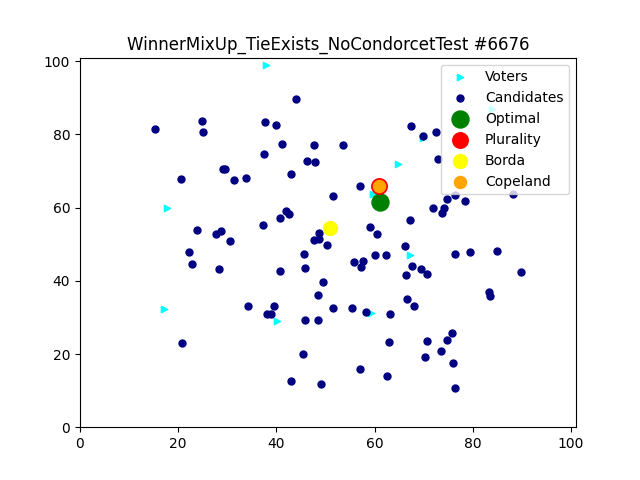 WinnerMixUp_TieExists_NoCondorcetTest #6676
Voters
Candidates
Optimal
Plurality
Borda
Copeland
100
80
60
40
20
0
0 20 40 60 80 100